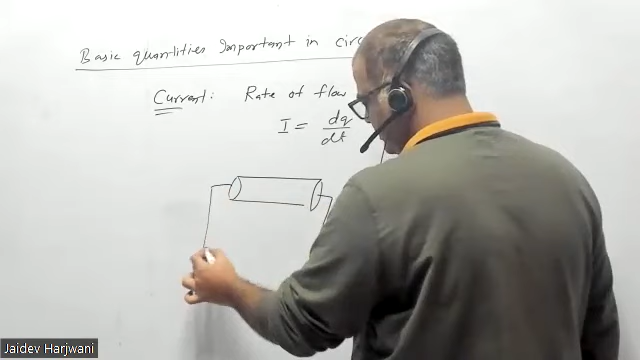 Basic quantities Important in circ
Current: Rate of flow
I = dq/dt
Jaidev Harjwani